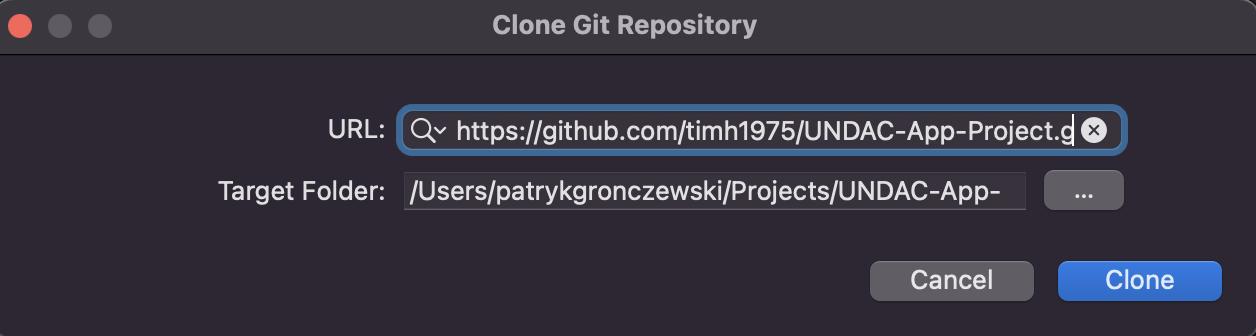 Clone Git Repository
URL: https://github.com/timh1975/UNDAC-App-Project.g
Target Folder: /Users/patrykgronczewski/Projects/UNDAC-App- ...
Cancel Clone